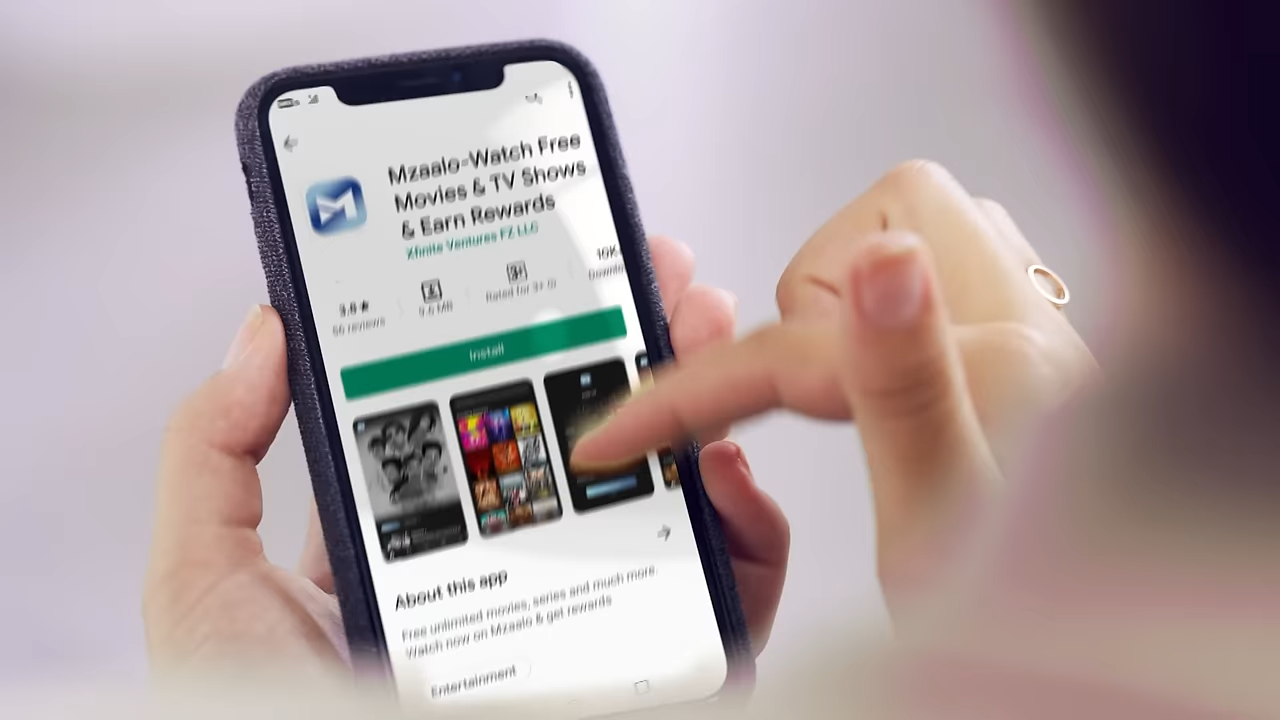 Mzaalo-Watch Free
Movies & TV Shows
& Earn Rewards
Xfinite Ventures FZ LLC
3.8★
56 reviews
9.6 MB
Rated for 3+
10K
Install
About this app
Free unlimited movies, series and much more.
Watch now on Mzaalo & get rewards
Entertainment